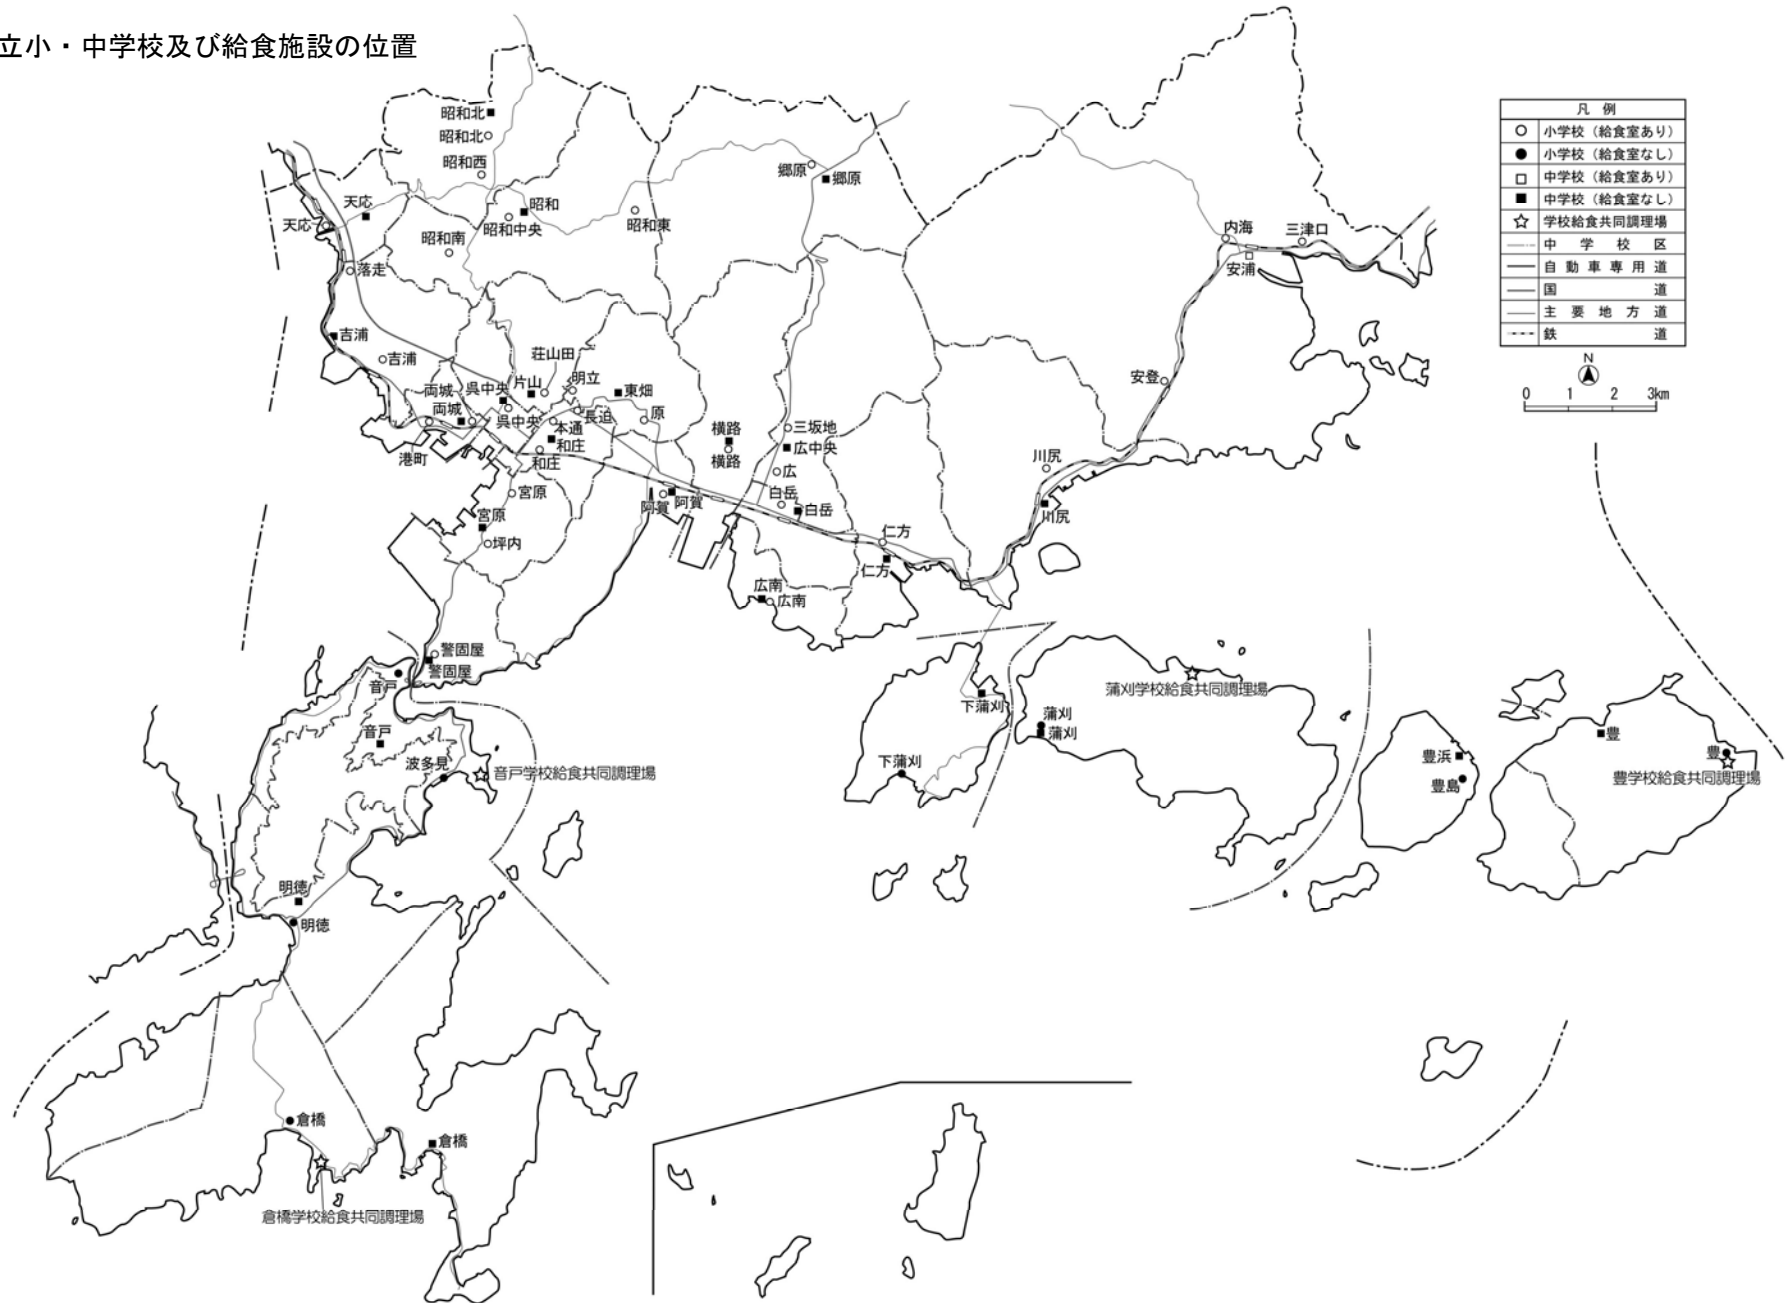 立小・中学校及び給食施設の位置
凡例
小学校（給食室あり）
小学校（給食室なし）
中学校（給食室あり）
中学校（給食室なし）
学校給食共同調理場
中学校区
自動車専用道
国道
主要地方道
鉄道
N
0 1 2 3km
昭和北
昭和北
昭和西
天応
天応
昭和
昭和中央
昭和東
昭和南
落走
郷原
郷原
内海
三津口
安浦
吉浦
吉浦
荘山田
両城
呉中央
片山
明立
東畑
安登
両城
呉中央
長迫
原
本通
和庄
和庄
港町
横路
横路
三坂地
広中央
広
白岳
白岳
川尻
川尻
宮原
宮原
坪内
阿賀
阿賀
仁方
仁方
広南
広南
警固屋
警固屋
音戸
音戸
波多見
音戸学校給食共同調理場
下蒲刈
下蒲刈
蒲刈学校給食共同調理場
蒲刈
蒲刈
豊浜
豊島
豊
豊
豊学校給食共同調理場
明徳
明徳
倉橋
倉橋
倉橋学校給食共同調理場